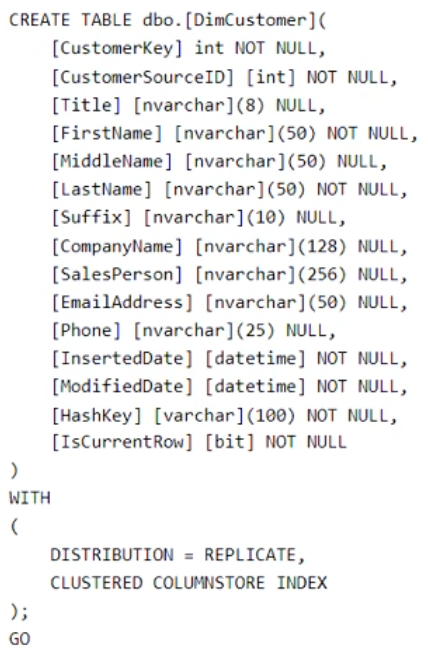 CREATE TABLE dbo.[DimCustomer](
    [CustomerKey] int NOT NULL,
    [CustomerSourceID] [int] NOT NULL,
    [Title] [nvarchar](8) NULL,
    [FirstName] [nvarchar](50) NOT NULL,
    [MiddleName] [nvarchar](50) NULL,
    [LastName] [nvarchar](50) NOT NULL,
    [Suffix] [nvarchar](10) NULL,
    [CompanyName] [nvarchar](128) NULL,
    [SalesPerson] [nvarchar](256) NULL,
    [EmailAddress] [nvarchar](50) NULL,
    [Phone] [nvarchar](25) NULL,
    [InsertedDate] [datetime] NOT NULL,
    [ModifiedDate] [datetime] NOT NULL,
    [HashKey] [varchar](100) NOT NULL,
    [IsCurrentRow] [bit] NOT NULL
)
WITH
(
    DISTRIBUTION = REPLICATE,
    CLUSTERED COLUMNSTORE INDEX
);
GO